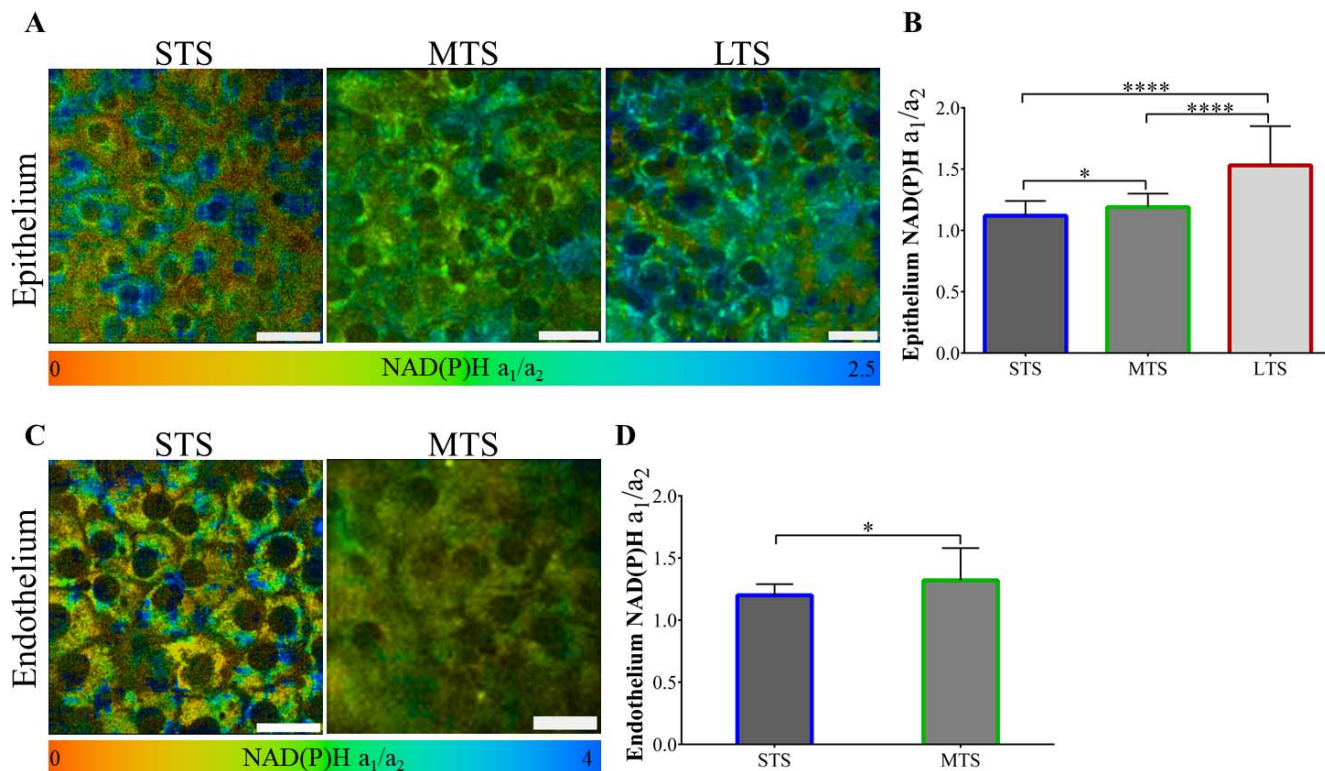 A
STS MTS LTS
Epithelium
0 NAD(P)H a₁/a₂ 2.5
B
Epithelium NAD(P)H a₁/a₂
2.0
1.5
1.0
0.5
0.0
****
****
*
STS MTS LTS
C
STS MTS
Endothelium
0 NAD(P)H a₁/a₂ 4
D
Endothelium NAD(P)H a₁/a₂
2.0
1.5
1.0
0.5
0.0
*
STS MTS